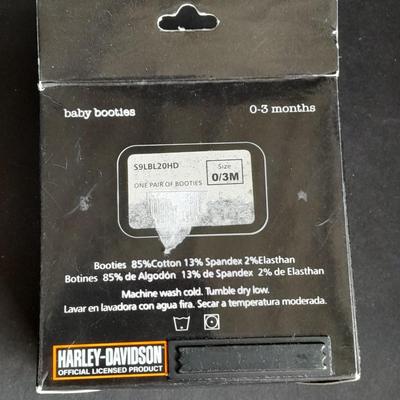 baby booties 0-3 months
S9LBL20HD Size
ONE PAIR OF BOOTIES 0/3M
Booties 85%Cotton 13% Spandex 2%Elasthan
Botines 85% de Algodón 13% de Spandex 2% de Elasthan
Machine wash cold. Tumble dry low.
Lavar en lavadora con agua fira. Secar a temperatura moderada.
HARLEY-DAVIDSON
OFFICIAL LICENSED PRODUCT